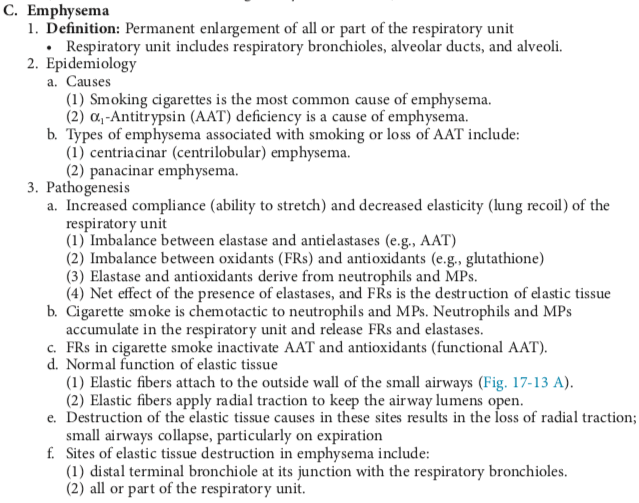 C. Emphysema
1. Definition: Permanent enlargement of all or part of the respiratory unit
• Respiratory unit includes respiratory bronchioles, alveolar ducts, and alveoli.
2. Epidemiology
a. Causes
(1) Smoking cigarettes is the most common cause of emphysema.
(2) α₁-Antitrypsin (AAT) deficiency is a cause of emphysema.
b. Types of emphysema associated with smoking or loss of AAT include:
(1) centriacinar (centrilobular) emphysema.
(2) panacinar emphysema.
3. Pathogenesis
a. Increased compliance (ability to stretch) and decreased elasticity (lung recoil) of the
respiratory unit
(1) Imbalance between elastase and antielastases (e.g., AAT)
(2) Imbalance between oxidants (FRs) and antioxidants (e.g., glutathione)
(3) Elastase and antioxidants derive from neutrophils and MPs.
(4) Net effect of the presence of elastases, and FRs is the destruction of elastic tissue
b. Cigarette smoke is chemotactic to neutrophils and MPs. Neutrophils and MPs
accumulate in the respiratory unit and release FRs and elastases.
c. FRs in cigarette smoke inactivate AAT and antioxidants (functional AAT).
d. Normal function of elastic tissue
(1) Elastic fibers attach to the outside wall of the small airways (Fig. 17-13 A).
(2) Elastic fibers apply radial traction to keep the airway lumens open.
e. Destruction of the elastic tissue causes in these sites results in the loss of radial traction;
small airways collapse, particularly on expiration
f. Sites of elastic tissue destruction in emphysema include:
(1) distal terminal bronchiole at its junction with the respiratory bronchioles.
(2) all or part of the respiratory unit.